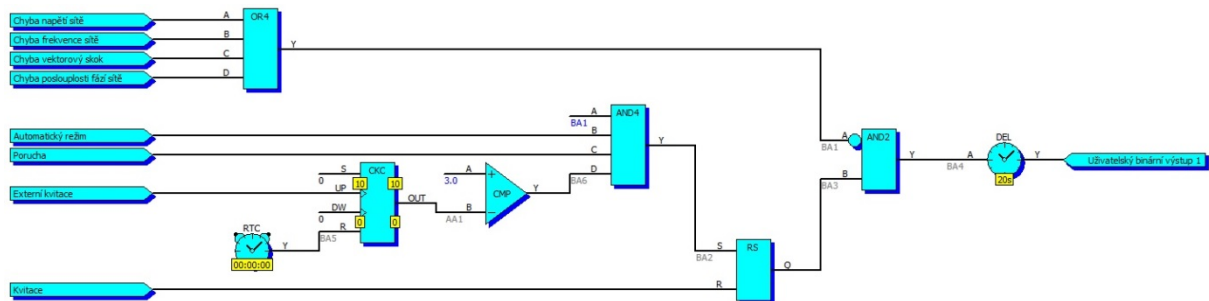 Chyba napětí sítě
A
OR4
Chyba frekvence sítě
B
Y
Chyba vektorový skok
C
Chyba poslouplosti fází sítě
D
A
AND4
BA1
Automatický režim
B
Y
Porucha
C
A
AND2
BA1
DEL
Y
A
Y
Uživatelský binární výstup 1
BA4
20s
B
BA3
S
CKC
0
10
10
A
3.0
D
BA6
Externí kvitace
UP
OUT
CMP
Y
DW
0
0
0
AA1
B
RTC
R
BA5
Y
00:00:00
S
RS
BA2
Q
Kvitace
R